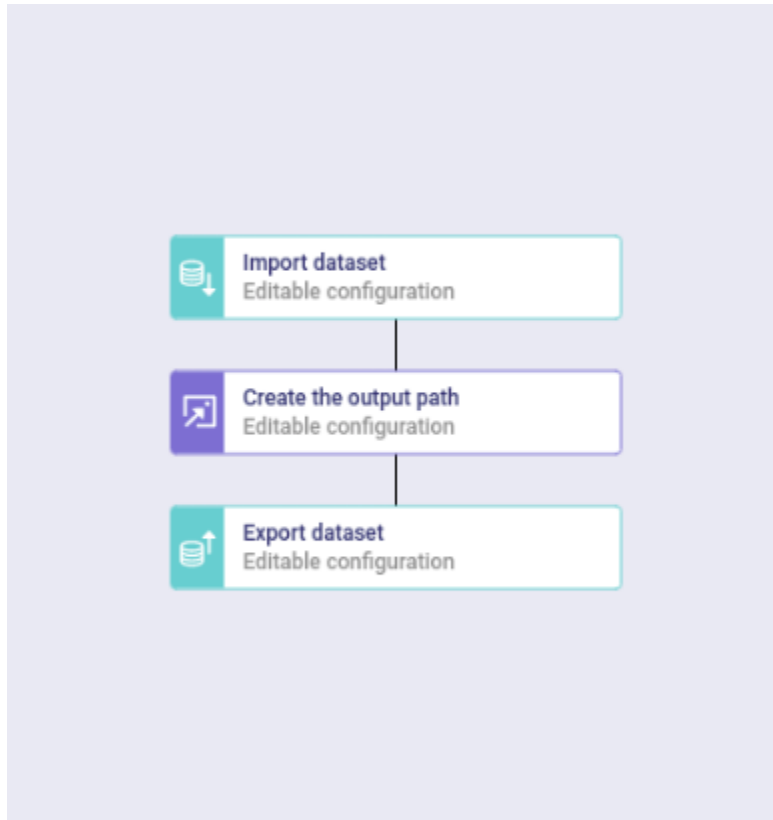 Import dataset
Editable configuration
Create the output path
Editable configuration
Export dataset
Editable configuration